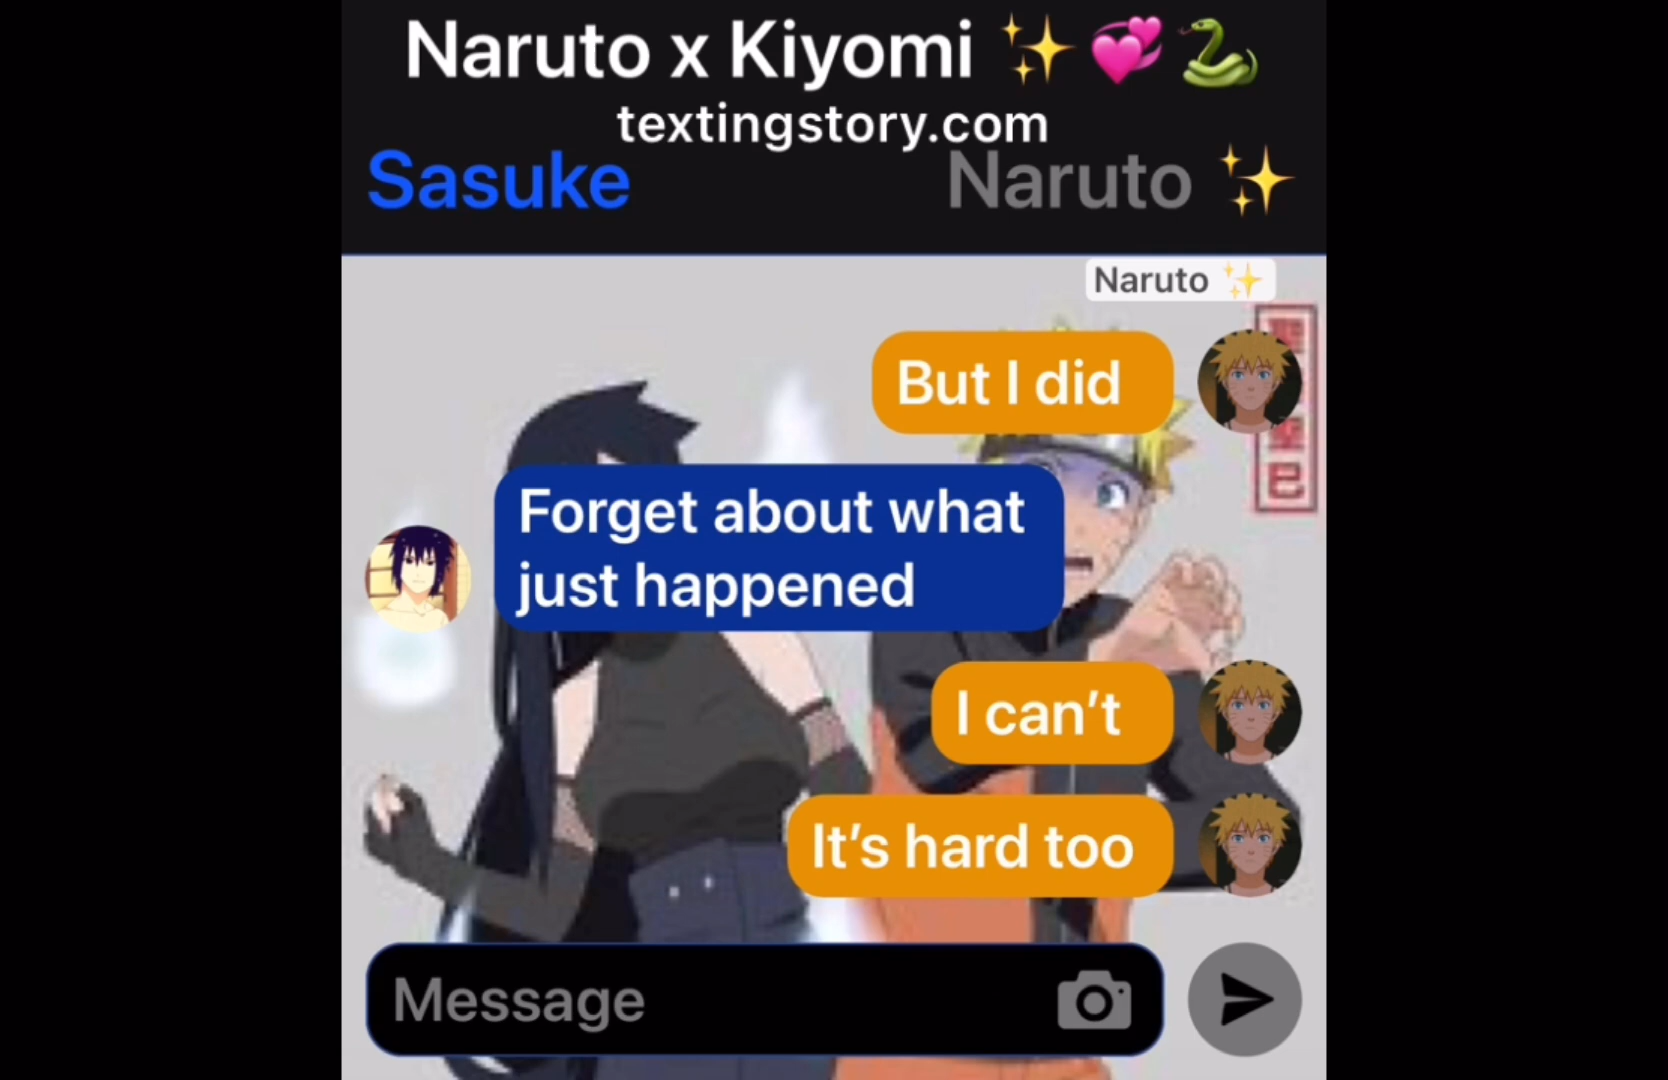 Naruto x Kiyomi ✨💞🐍
textingstory.com
Sasuke
Naruto ✨
Naruto ✨
But I did
Forget about what
just happened
I can’t
It’s hard too
Message